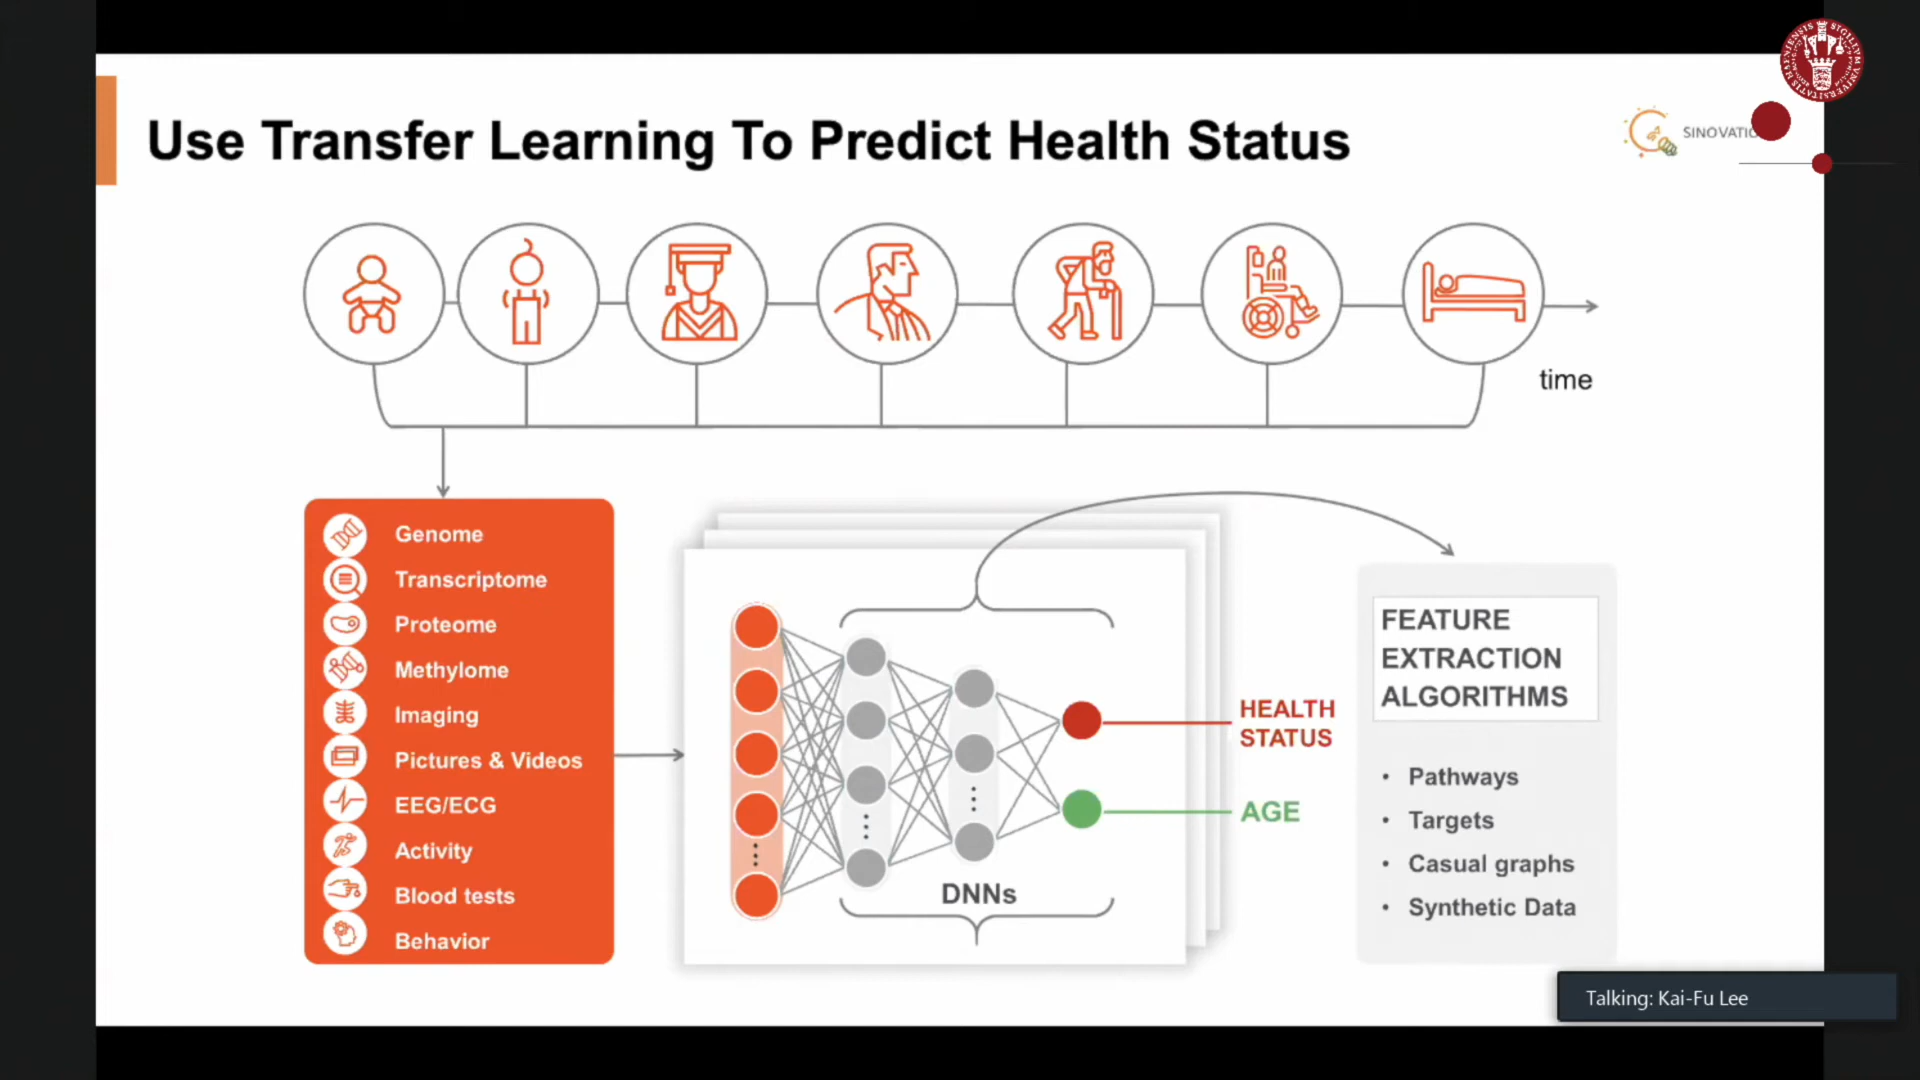 Use Transfer Learning To Predict Health Status
SINOVATIO
time
Genome
Transcriptome
Proteome
Methylome
Imaging
Pictures & Videos
EEG/ECG
Activity
Blood tests
Behavior
DNNs
HEALTH
STATUS
AGE
FEATURE
EXTRACTION
ALGORITHMS
• Pathways
• Targets
• Casual graphs
• Synthetic Data
Talking: Kai-Fu Lee